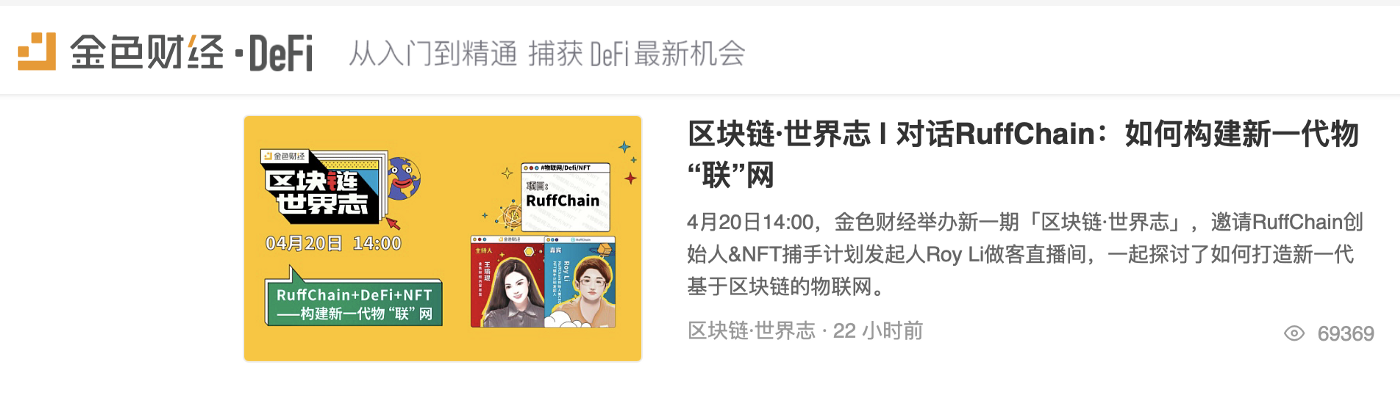 金色财经·DeFi 从入门到精通 捕获 DeFi 最新机会
金色财经
区块链
世界志
04月20日 14:00
RuffChain+DeFi+NFT
——构建新一代物“联”网
#物联网/Defi/NFT
RuffChain
金色财经
主持人
嘉宾
Roy Li
区块链·世界志 I 对话RuffChain：如何构建新一代物
“联”网
4月20日14:00，金色财经举办新一期「区块链·世界志」，邀请RuffChain创
始人&NFT捕手计划发起人Roy Li做客直播间，一起探讨了如何打造新一代
基于区块链的物联网。
区块链·世界志 · 22 小时前
69369